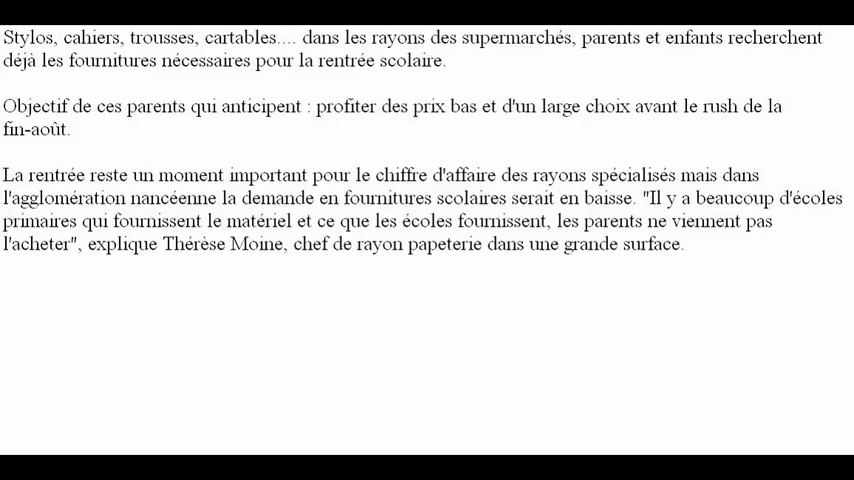 Stylos, cahiers, trousses, cartables.... dans les rayons des supermarchés, parents et enfants recherchent
déjà les fournitures nécessaires pour la rentrée scolaire.
Objectif de ces parents qui anticipent : profiter des prix bas et d'un large choix avant le rush de la
fin-août.
La rentrée reste un moment important pour le chiffre d'affaire des rayons spécialisés mais dans
l'agglomération nancéenne la demande en fournitures scolaires serait en baisse. "Il y a beaucoup d'écoles
primaires qui fournissent le matériel et ce que les écoles fournissent, les parents ne viennent pas
l'acheter", explique Thérèse Moine, chef de rayon papeterie dans une grande surface.